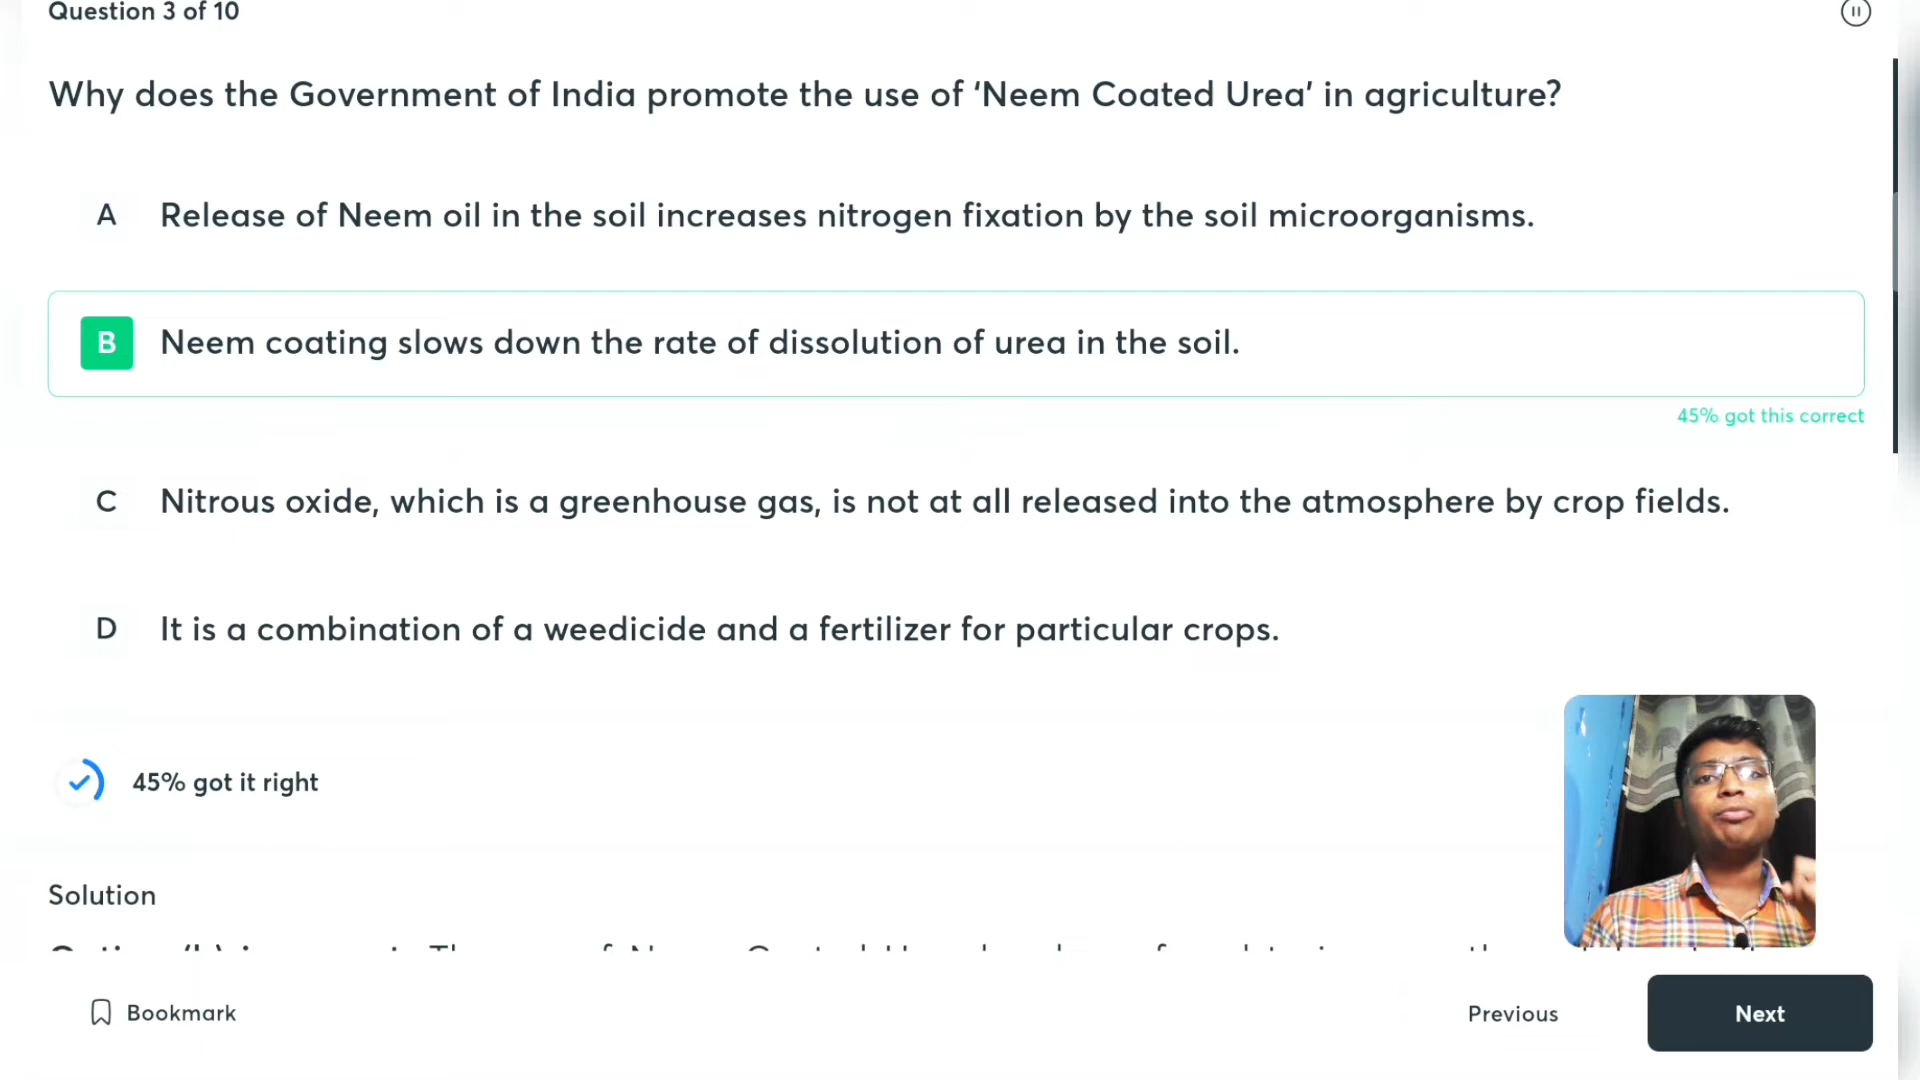 Question 3 of 10
Why does the Government of India promote the use of ‘Neem Coated Urea’ in agriculture?
A Release of Neem oil in the soil increases nitrogen fixation by the soil microorganisms.
B Neem coating slows down the rate of dissolution of urea in the soil.
45% got this correct
C Nitrous oxide, which is a greenhouse gas, is not at all released into the atmosphere by crop fields.
D It is a combination of a weedicide and a fertilizer for particular crops.
45% got it right
Solution
Bookmark
Previous
Next